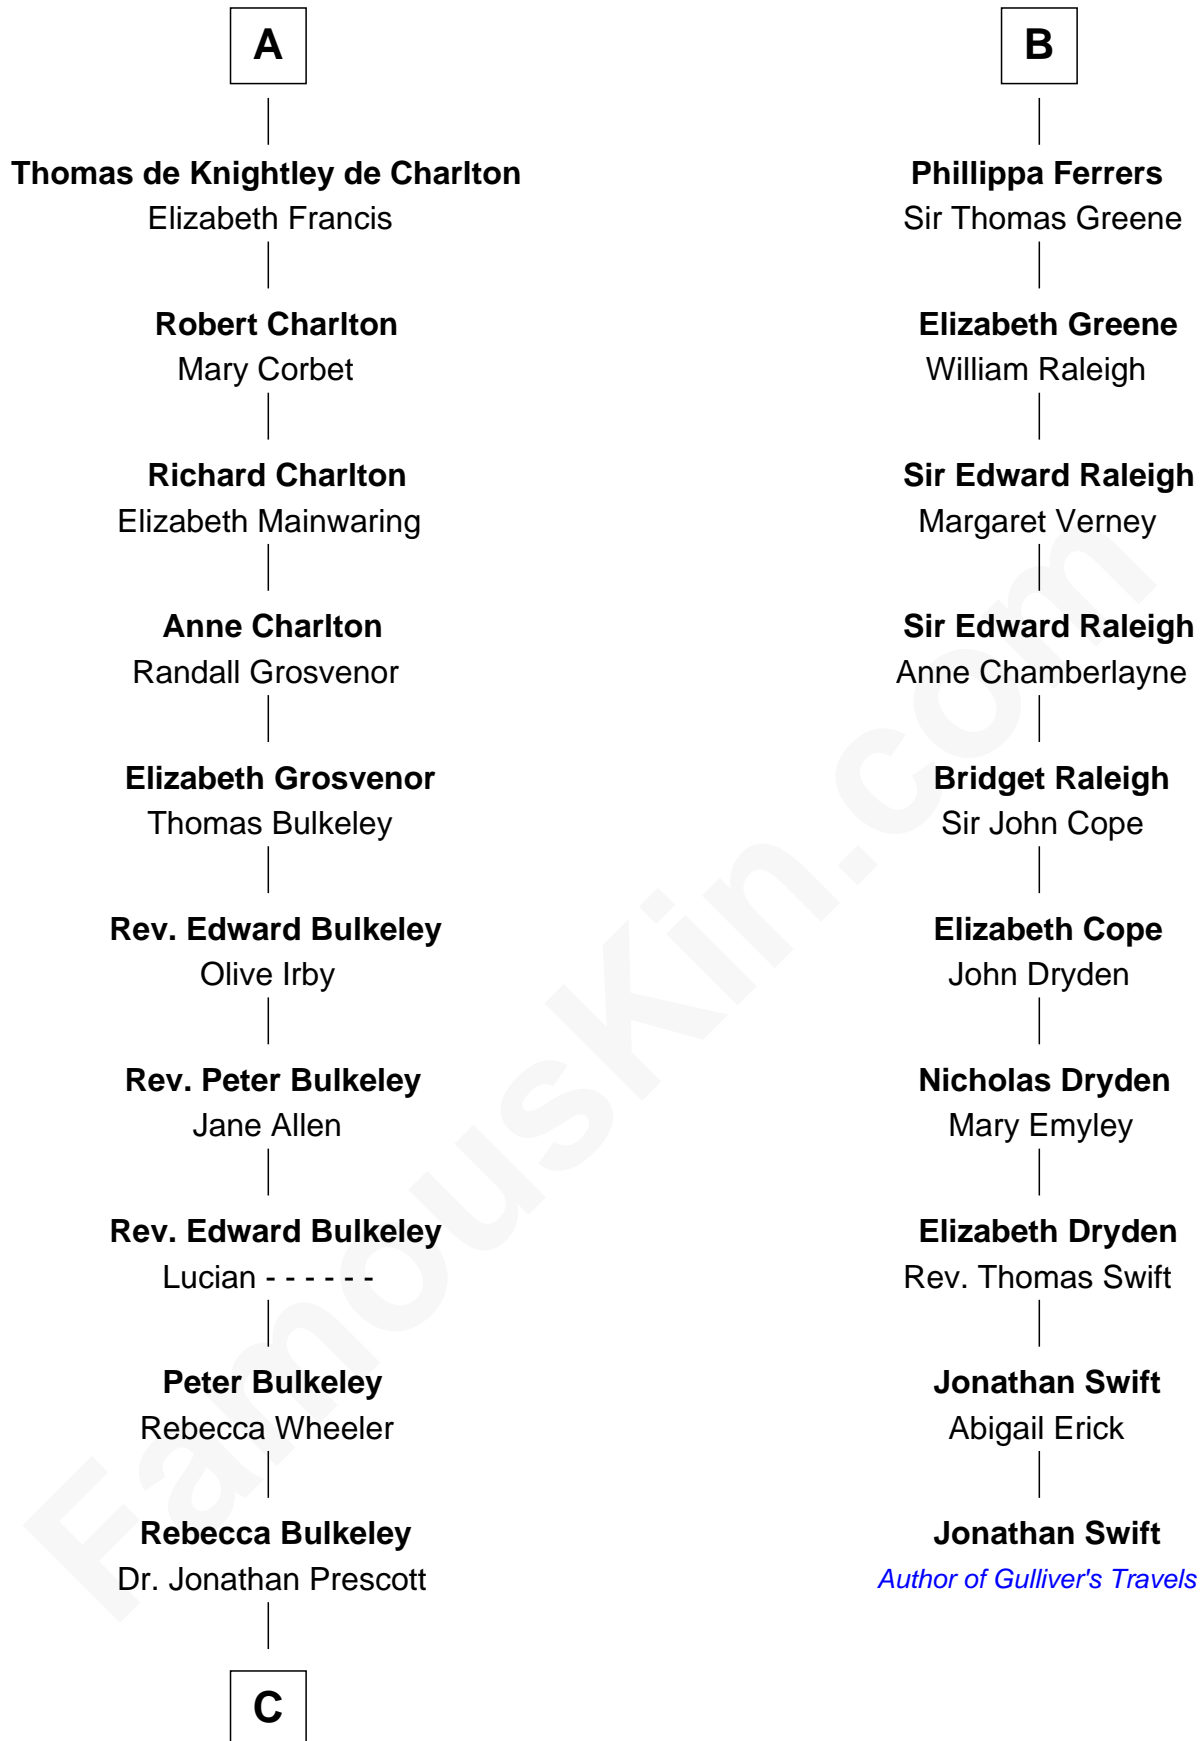 A
Thomas de Knightley de Charlton
Elizabeth Francis
Robert Charlton
Mary Corbet
Richard Charlton
Elizabeth Mainwaring
Anne Charlton
Randall Grosvenor
Elizabeth Grosvenor
Thomas Bulkeley
Rev. Edward Bulkeley
Olive Irby
Rev. Peter Bulkeley
Jane Allen
Rev. Edward Bulkeley
Lucian - - - - - -
Peter Bulkeley
Rebecca Wheeler
Rebecca Bulkeley
Dr. Jonathan Prescott
C
B
Phillippa Ferrers
Sir Thomas Greene
Elizabeth Greene
William Raleigh
Sir Edward Raleigh
Margaret Verney
Sir Edward Raleigh
Anne Chamberlayne
Bridget Raleigh
Sir John Cope
Elizabeth Cope
John Dryden
Nicholas Dryden
Mary Emyley
Elizabeth Dryden
Rev. Thomas Swift
Jonathan Swift
Abigail Erick
Jonathan Swift
Author of Gulliver's Travels
FamousKin.com